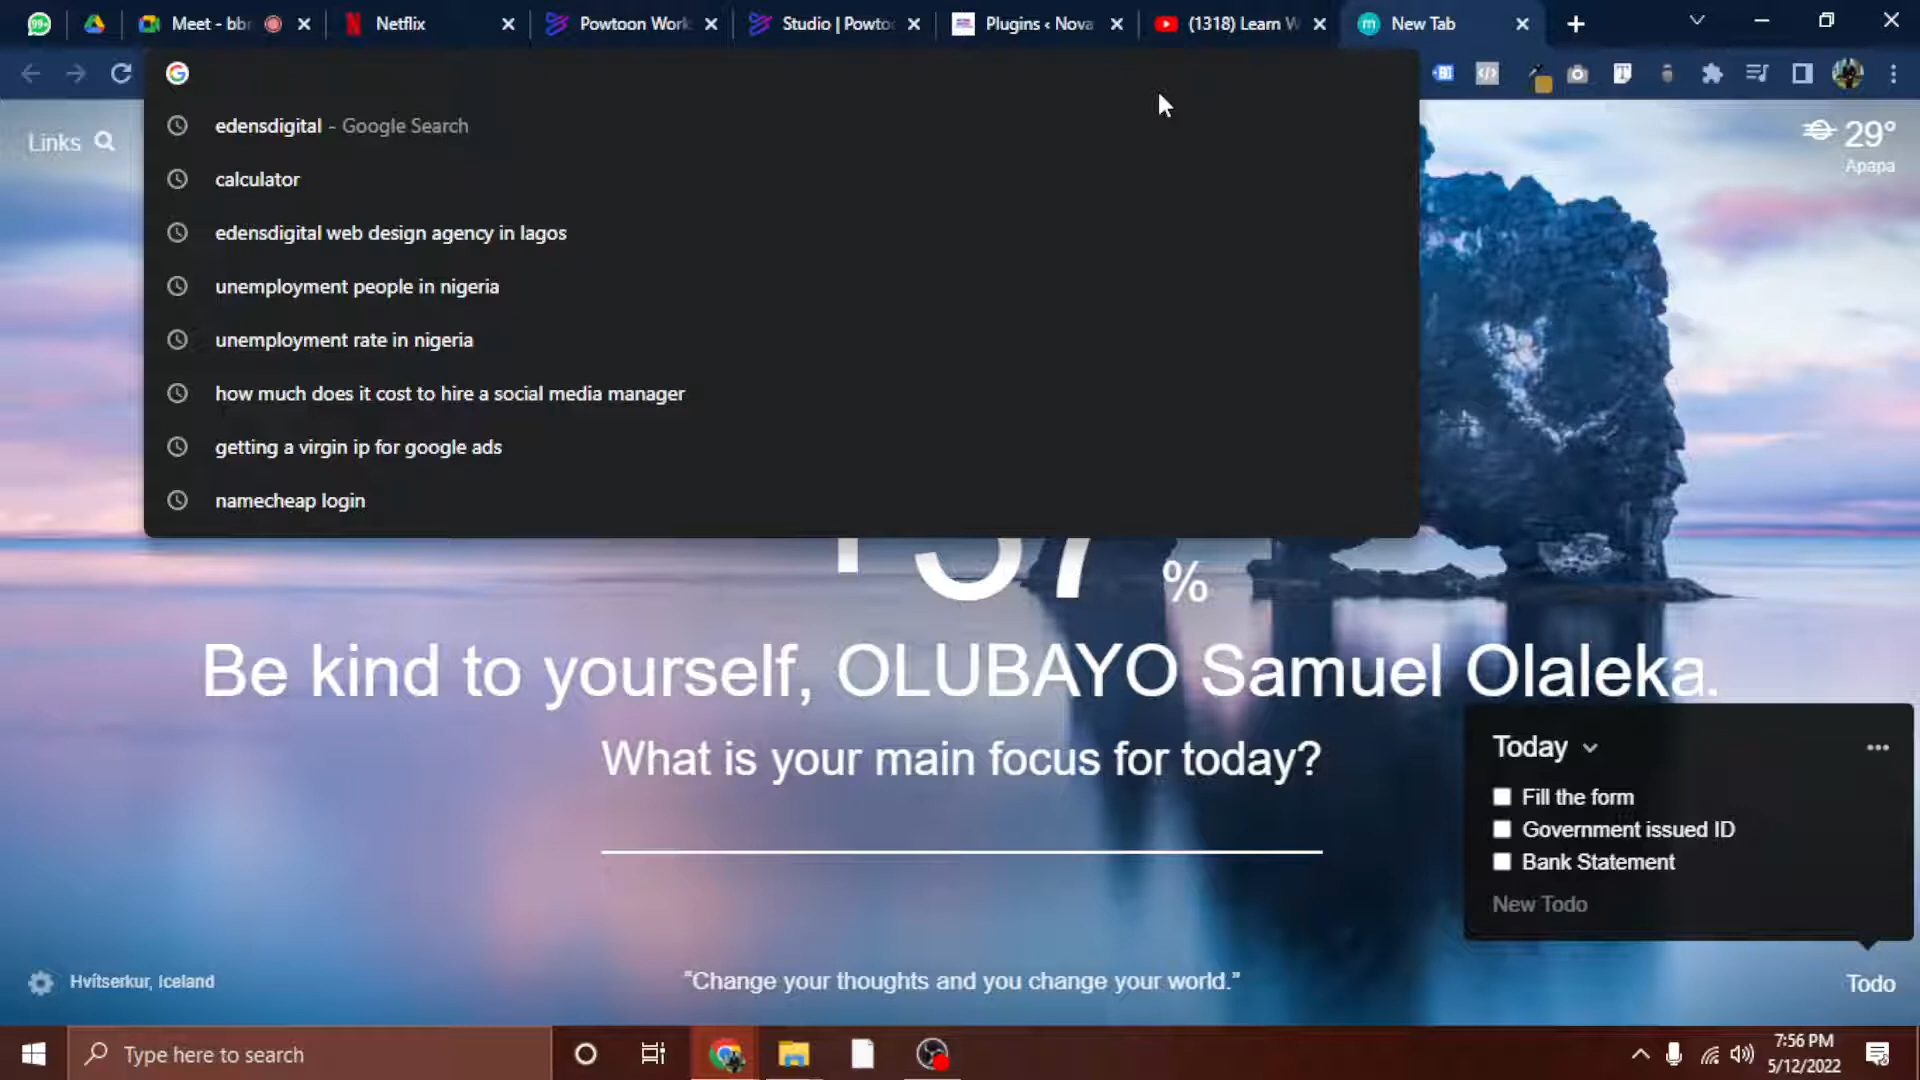 99+
Meet - bbr
Netflix
Powtoon Work
Studio | Powto
Plugins ‹ Nova
(1318) Learn W
New Tab
Links
edensdigital - Google Search
calculator
edensdigital web design agency in lagos
unemployment people in nigeria
unemployment rate in nigeria
how much does it cost to hire a social media manager
getting a virgin ip for google ads
namecheap login
29°
Apapa
%
Be kind to yourself, OLUBAYO Samuel Olaleka.
What is your main focus for today?
Today
Fill the form
Government issued ID
Bank Statement
New Todo
Hvítserkur, Iceland
“Change your thoughts and you change your world.”
Todo
Type here to search
7:56 PM
5/12/2022